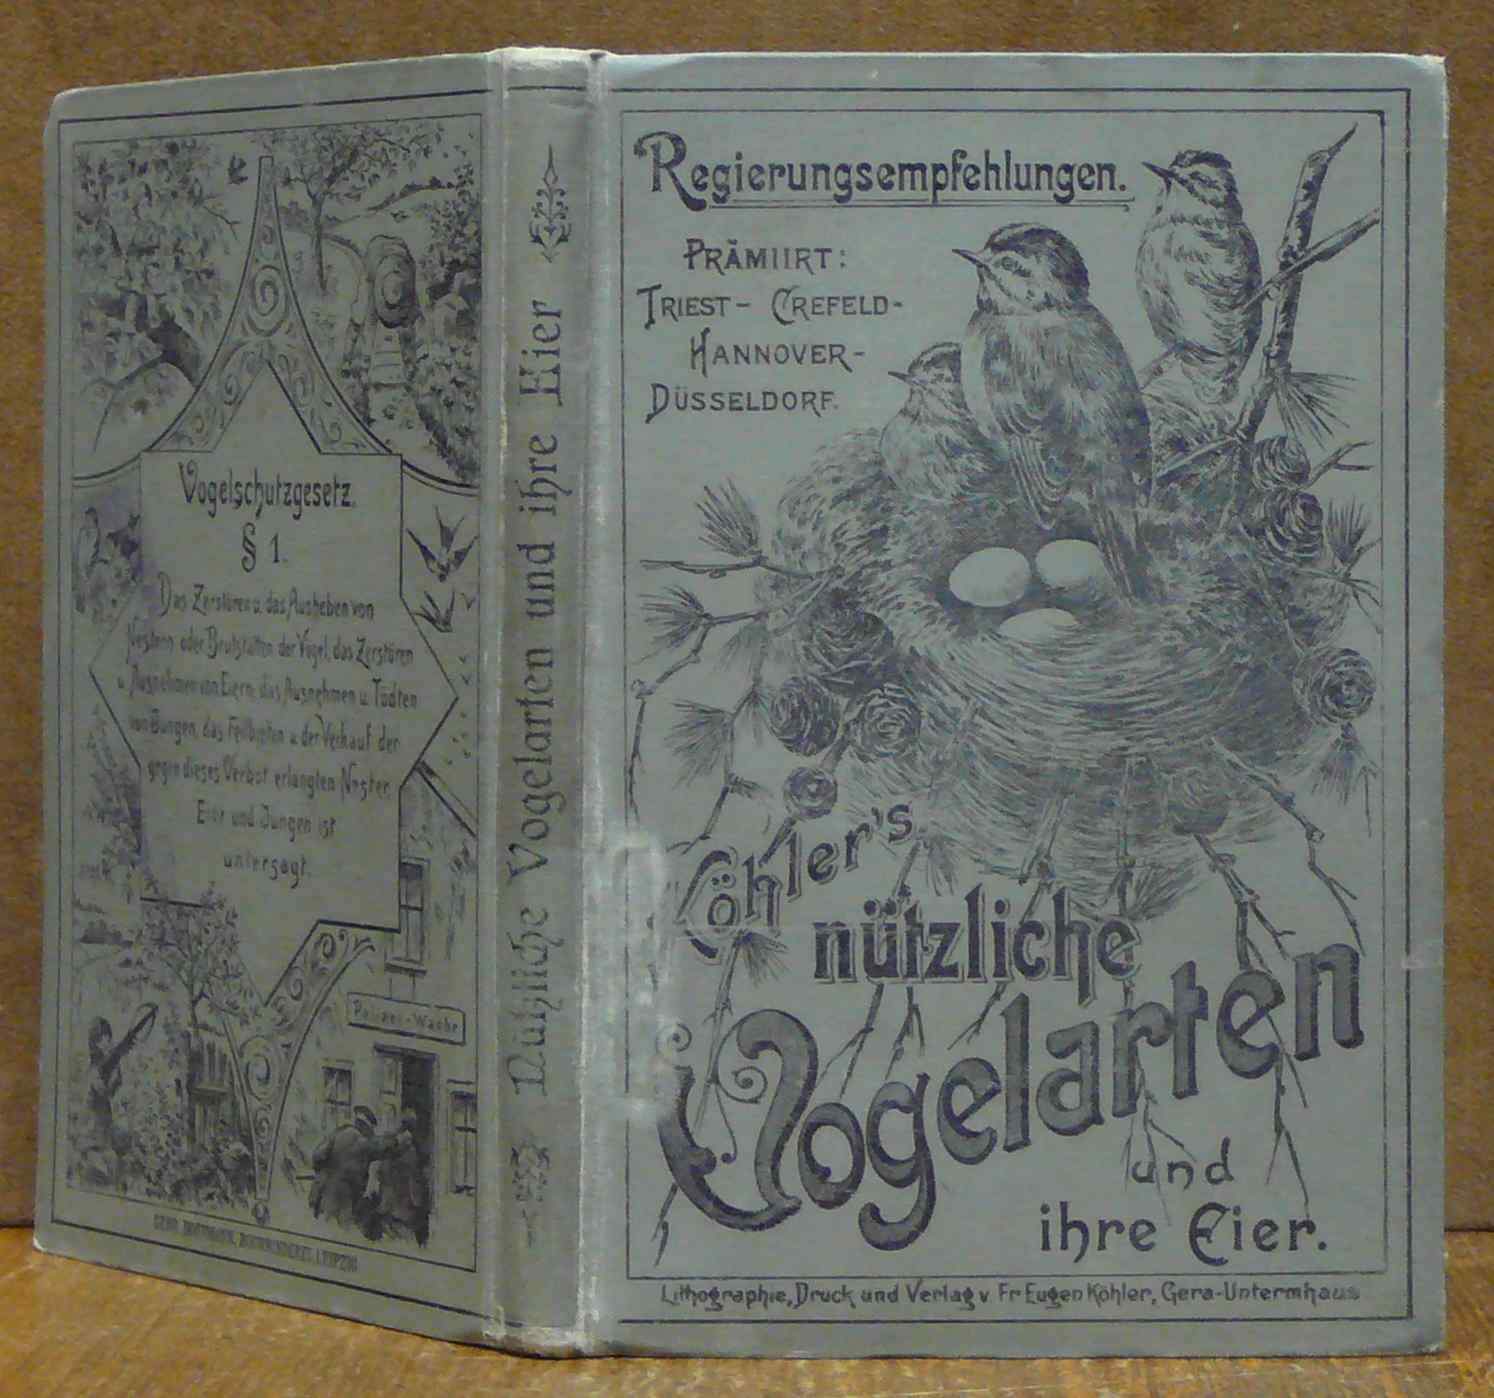 Vogelschutzgesetz.
§ 1.
Das Zerstören u. das Ausheben von
Nestern oder Brutstätten der Vögel, das Zerstören
u. Ausnehmen von Eiern, das Ausnehmen u. Tödten
von Jungen, das Feilbieten u. der Verkauf der
gegen dieses Verbot erlangten Nester,
Eier und Jungen ist
untersagt.
Polizei-Wache
Nützliche Vogelarten und ihre Eier
Regierungsempfehlungen.
PRÄMIIRT:
TRIEST- CREFELD-
HANNOVER-
DÜSSELDORF.
Köhler's
nützliche
Vogelarten
und
ihre Eier.
Lithographie, Druck und Verlag v Fr Eugen Köhler, Gera-Untermhaus